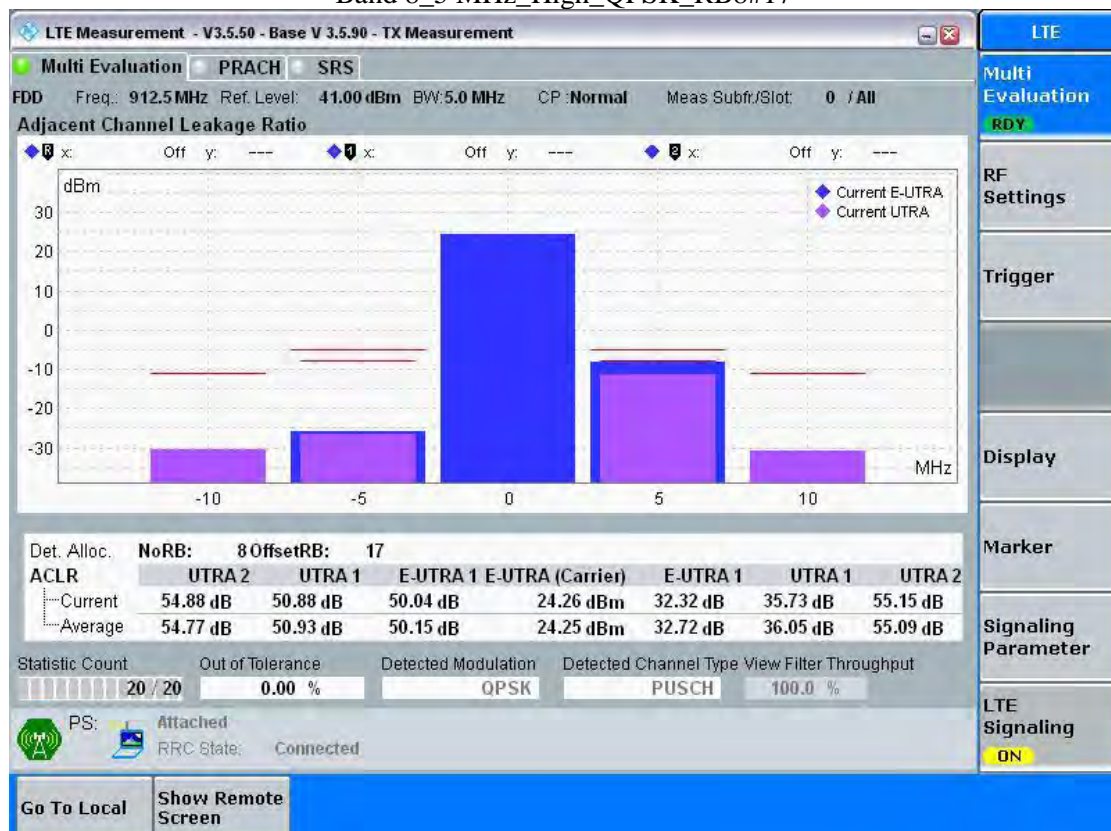 LTE Measurement - V3.5.50 - Base V 3.5.90 - TX Measurement
LTE
Multi Evaluation PRACH SRS
FDD Freq.: 912.5 MHz Ref. Level: 41.00 dBm BW: 5.0 MHz CP : Normal Meas Subfr./Slot: 0 / All
Adjacent Channel Leakage Ratio
R x: Off y: --- 1 x: Off y: --- 2 x: Off y: ---
dBm
Current E-UTRA
Current UTRA
30
20
10
0
-10
-20
-30
MHz
-10 -5 0 5 10
Det. Alloc. NoRB: 8 OffsetRB: 17
ACLR UTRA 2 UTRA 1 E-UTRA 1 E-UTRA (Carrier) E-UTRA 1 UTRA 1 UTRA 2
Current 54.88 dB 50.88 dB 50.04 dB 24.26 dBm 32.32 dB 35.73 dB 55.15 dB
Average 54.77 dB 50.93 dB 50.15 dB 24.25 dBm 32.72 dB 36.05 dB 55.09 dB
Statistic Count Out of Tolerance Detected Modulation Detected Channel Type View Filter Throughput
20 / 20 0.00 % QPSK PUSCH 100.0 %
PS: Attached
RRC State: Connected
Multi
Evaluation
RDY
RF
Settings
Trigger
Display
Marker
Signaling
Parameter
LTE
Signaling
ON
Go To Local
Show Remote
Screen